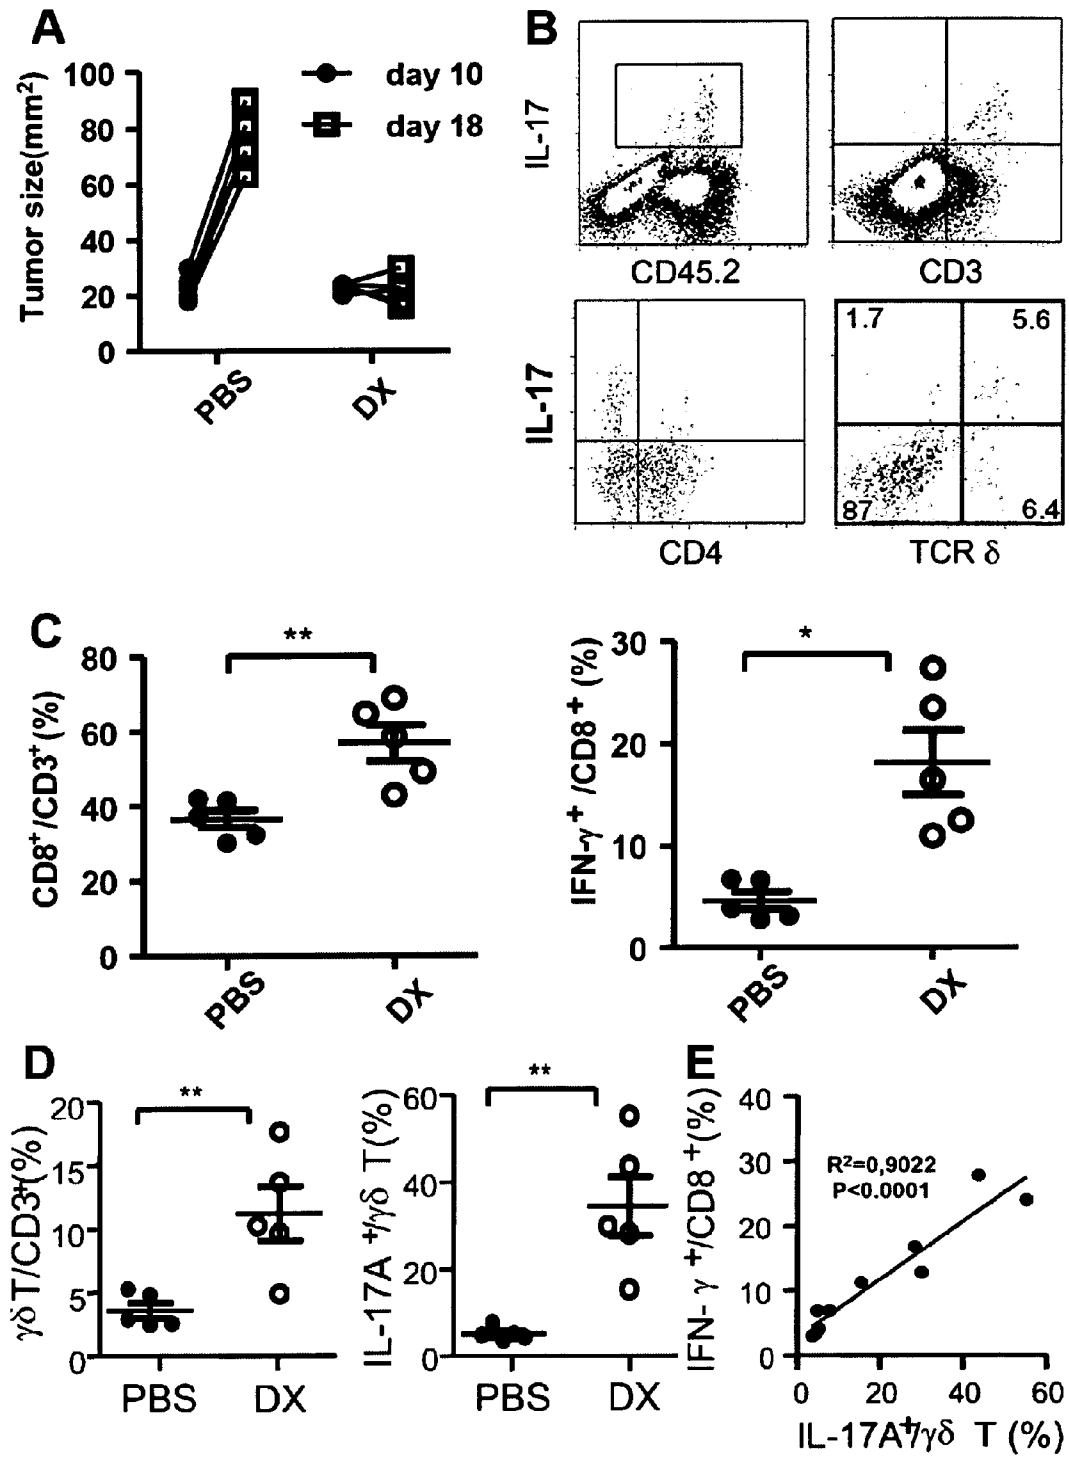 A
Tumor size(mm²)
100
80
60
40
20
0
day 10
day 18
PBS
DX
B
IL-17
CD45.2
CD3
IL-17
CD4
1.7
5.6
87
6.4
TCR δ
C
CD8⁺/CD3⁺(%)
80
60
40
20
0
**
PBS
DX
IFN-γ⁺/CD8⁺(%)
30
20
10
0
*
PBS
DX
D
γδT/CD3⁺(%)
20
15
10
5
0
**
PBS
DX
IL-17A⁺/γδ T(%)
60
40
20
0
**
PBS
DX
E
IFN-γ⁺/CD8⁺(%)
40
30
20
10
0
R²=0,9022
P<0.0001
0
20
40
60
IL-17A⁺/γδ T (%)